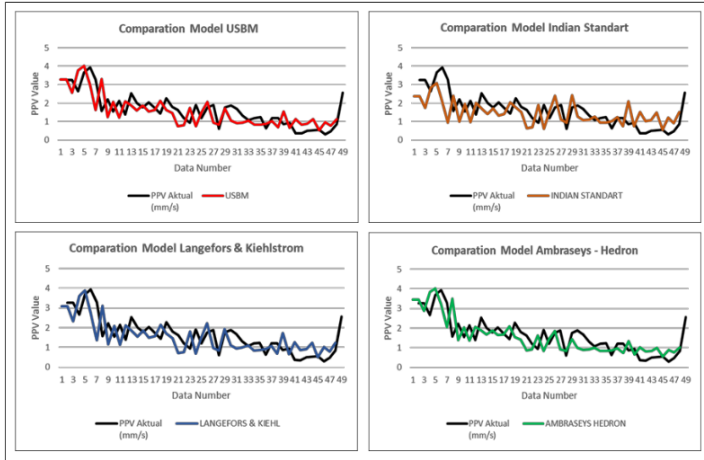 Comparation Model USBM
PPV Value
5
4
3
2
1
0
1 3 5 7 9 11 13 15 17 19 21 23 25 27 29 31 33 35 37 39 41 43 45 47 49
Data Number
PPV Aktual (mm/s)
USBM
Comparation Model Indian Standart
PPV Value
5
4
3
2
1
0
1 3 5 7 9 11 13 15 17 19 21 23 25 27 29 31 33 35 37 39 41 43 45 47 49
Data Number
PPV Aktual (mm/s)
INDIAN STANDART
Comparation Model Langefors & Kiehlstrom
PPV Value
5
4
3
2
1
0
1 3 5 7 9 11 13 15 17 19 21 23 25 27 29 31 33 35 37 39 41 43 45 47 49
Data Number
PPV Aktual (mm/s)
LANGEFORS & KIEHL
Comparation Model Ambraseys - Hedron
PPV Value
5
4
3
2
1
0
1 3 5 7 9 11 13 15 17 19 21 23 25 27 29 31 33 35 37 39 41 43 45 47 49
Data Number
PPV Aktual (mm/s)
AMBRASEYS HEDRON